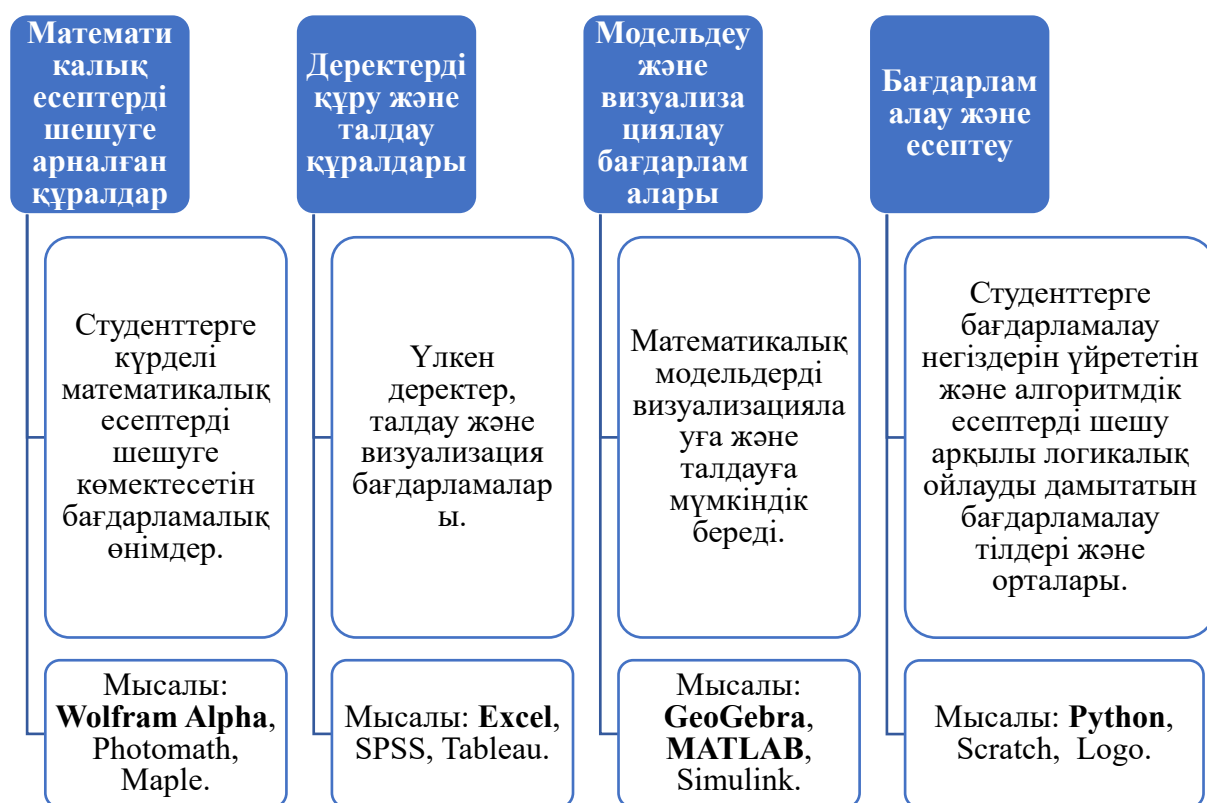 Математи
калық
есептерді
шешуге
арналған
құралдар
Студенттерге
күрделі
математикалық
есептерді
шешуге
көмектесетін
бағдарламалық
өнімдер.
Мысалы:
Wolfram Alpha,
Photomath,
Maple.
Деректерді
құру және
талдау
құралдары
Үлкен
деректер,
талдау және
визуализация
бағдарламалар
ы.
Мысалы: Excel,
SPSS, Tableau.
Модельдеу
және
визуализа
циялау
бағдарлам
алары
Математикалық
модельдерді
визуализацияла
уға және
талдауға
мүмкіндік
береді.
Мысалы:
GeoGebra,
MATLAB,
Simulink.
Бағдарлам
алау және
есептеу
Студенттерге
бағдарламалау
негіздерін үйрететін
және алгоритмдік
есептерді шешу
арқылы логикалық
ойлауды дамытатын
бағдарламалау
тілдері және
орталары.
Мысалы: Python,
Scratch, Logo.